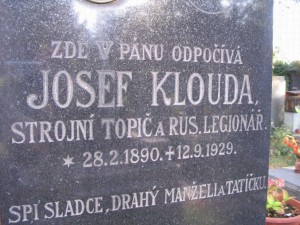 ZDE V PÁNU ODPOČÍVÁ
JOSEF KLOUDA,
STROJNÍ TOPIČ A RUS. LEGIONÁŘ.
* 28.2.1890. + 12.9.1929.
SPI SLADCE, DRAHÝ MANŽELI A TATÍČKU